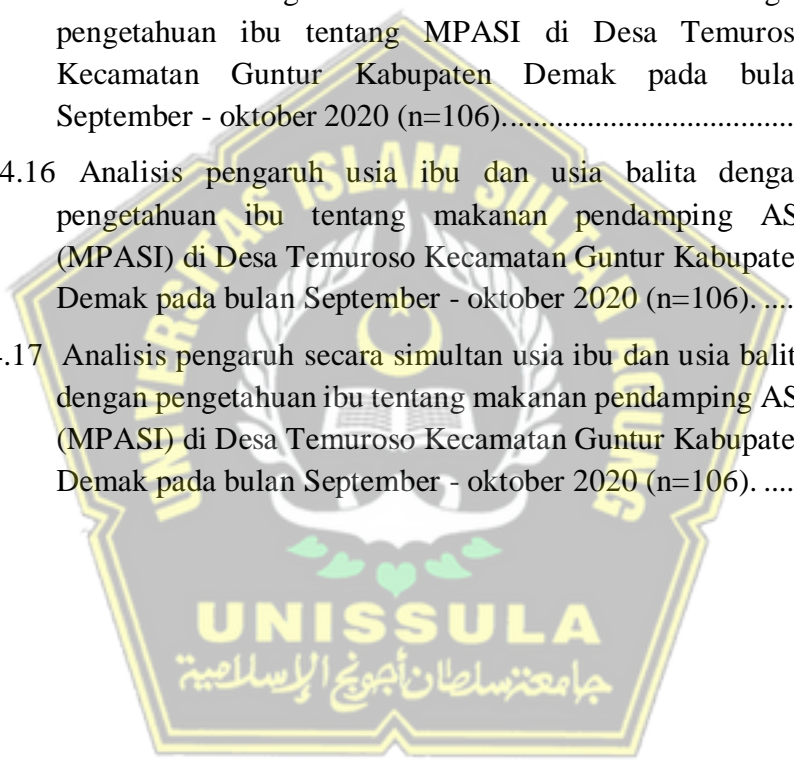 pengetahuan ibu tentang MPASI di Desa Temuros
Kecamatan Guntur Kabupaten Demak pada bula
September - oktober 2020 (n=106)....................................
4.16 Analisis pengaruh usia ibu dan usia balita denga
pengetahuan ibu tentang makanan pendamping AS
(MPASI) di Desa Temuroso Kecamatan Guntur Kabupate
Demak pada bulan September - oktober 2020 (n=106). ....
.17 Analisis pengaruh secara simultan usia ibu dan usia balit
dengan pengetahuan ibu tentang makanan pendamping AS
(MPASI) di Desa Temuroso Kecamatan Guntur Kabupate
Demak pada bulan September - oktober 2020 (n=106). ....
UNIVERSITAS ISLAM SULTAN AGUNG
UNISSULA
جامعة سلطان أجونج الإسلامية